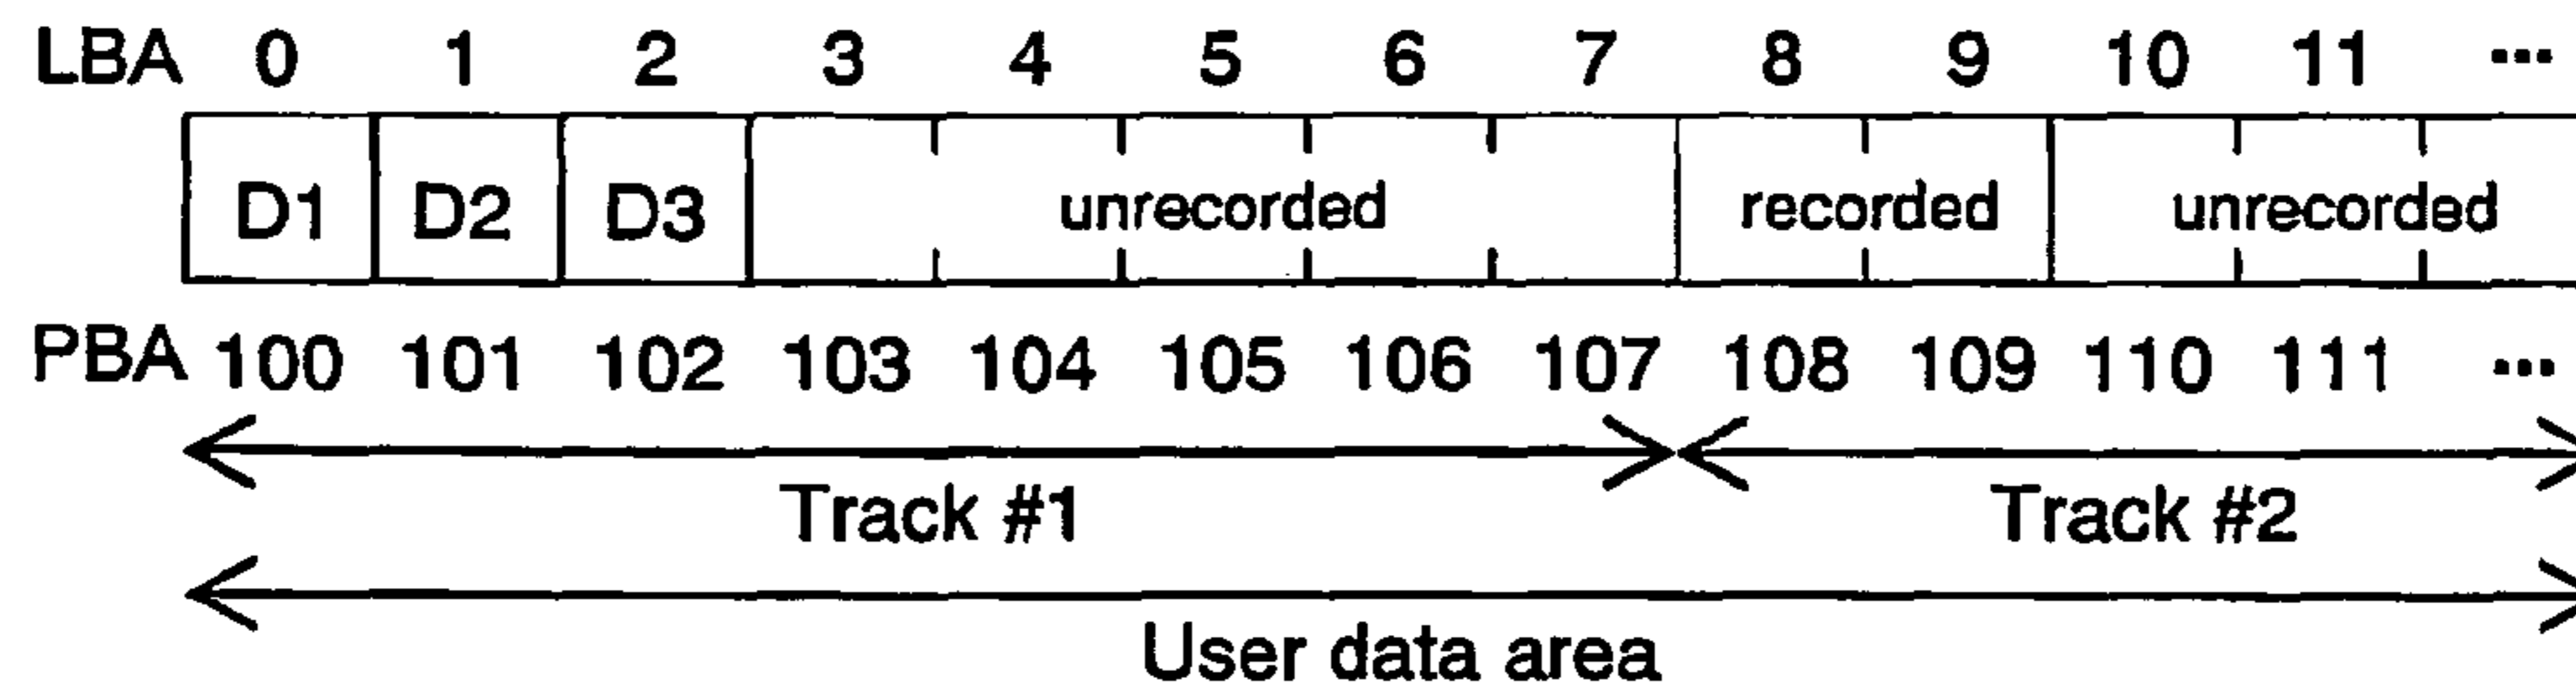 LBA 0 1 2 3 4 5 6 7 8 9 10 11 ...
D1 D2 D3 unrecorded recorded unrecorded
PBA 100 101 102 103 104 105 106 107 108 109 110 111 ...
Track #1 Track #2
User data area